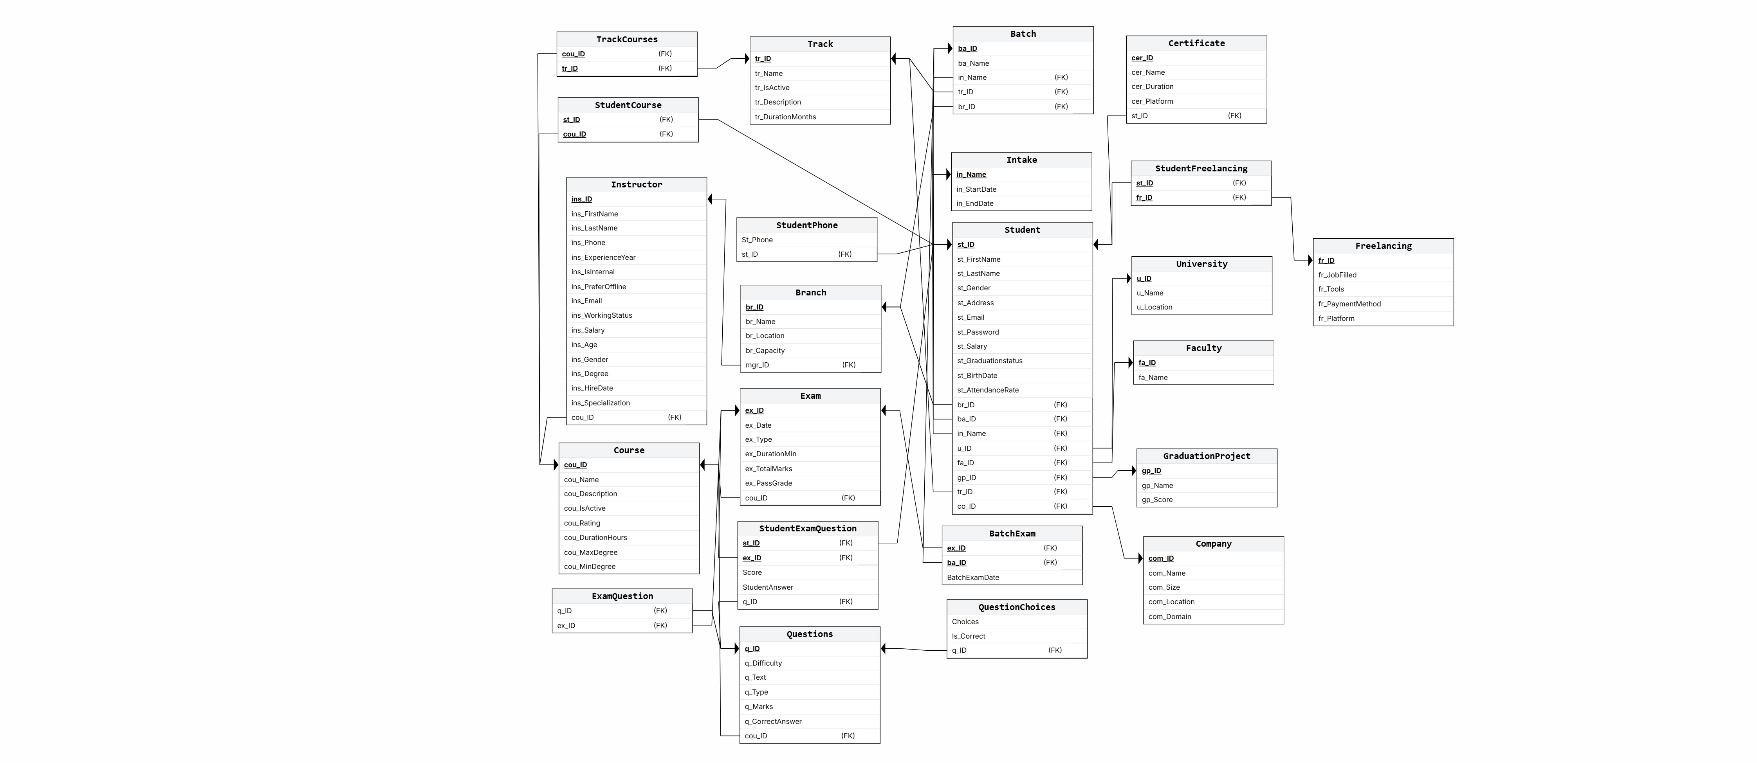 TrackCourses
cou_ID (FK)
tr_ID (FK)
StudentCourse
st_ID (FK)
cou_ID (FK)
Instructor
ins_ID
ins_FirstName
ins_LastName
ins_Phone
ins_ExperienceYear
ins_IsInternal
ins_PreferOffline
ins_Email
ins_WorkingStatus
ins_Salary
ins_Age
ins_Gender
ins_Degree
ins_HireDate
ins_Specialization
cou_ID (FK)
Course
cou_ID
cou_Name
cou_Description
cou_IsActive
cou_Rating
cou_DurationHours
cou_MaxDegree
cou_MinDegree
ExamQuestion
q_ID (FK)
ex_ID (FK)
Track
tr_ID
tr_Name
tr_IsActive
tr_Description
tr_DurationMonths
StudentPhone
St_Phone
st_ID (FK)
Branch
br_ID
br_Name
br_Location
br_Capacity
mgr_ID (FK)
Exam
ex_ID
ex_Date
ex_Type
ex_DurationMin
ex_TotalMarks
ex_PassGrade
cou_ID (FK)
StudentExamQuestion
st_ID (FK)
ex_ID (FK)
Score
StudentAnswer
q_ID (FK)
Questions
q_ID
q_Difficulty
q_Text
q_Type
q_Marks
q_CorrectAnswer
cou_ID (FK)
Batch
ba_ID
ba_Name
in_Name (FK)
tr_ID (FK)
br_ID (FK)
Intake
in_Name
in_StartDate
in_EndDate
Student
st_ID
st_FirstName
st_LastName
st_Gender
st_Address
st_Email
st_Password
st_Salary
st_Graduationstatus
st_BirthDate
st_AttendanceRate
br_ID (FK)
ba_ID (FK)
in_Name (FK)
u_ID (FK)
fa_ID (FK)
gp_ID (FK)
tr_ID (FK)
co_ID (FK)
BatchExam
ex_ID (FK)
ba_ID (FK)
BatchExamDate
QuestionChoices
Choices
Is_Correct
q_ID (FK)
Certificate
cer_ID
cer_Name
cer_Duration
cer_Platform
st_ID (FK)
StudentFreelancing
st_ID (FK)
fr_ID (FK)
University
u_ID
u_Name
u_Location
Faculty
fa_ID
fa_Name
GraduationProject
gp_ID
gp_Name
gp_Score
Company
com_ID
com_Name
com_Size
com_Location
com_Domain
Freelancing
fr_ID
fr_JobFilled
fr_Tools
fr_PaymentMethod
fr_Platform